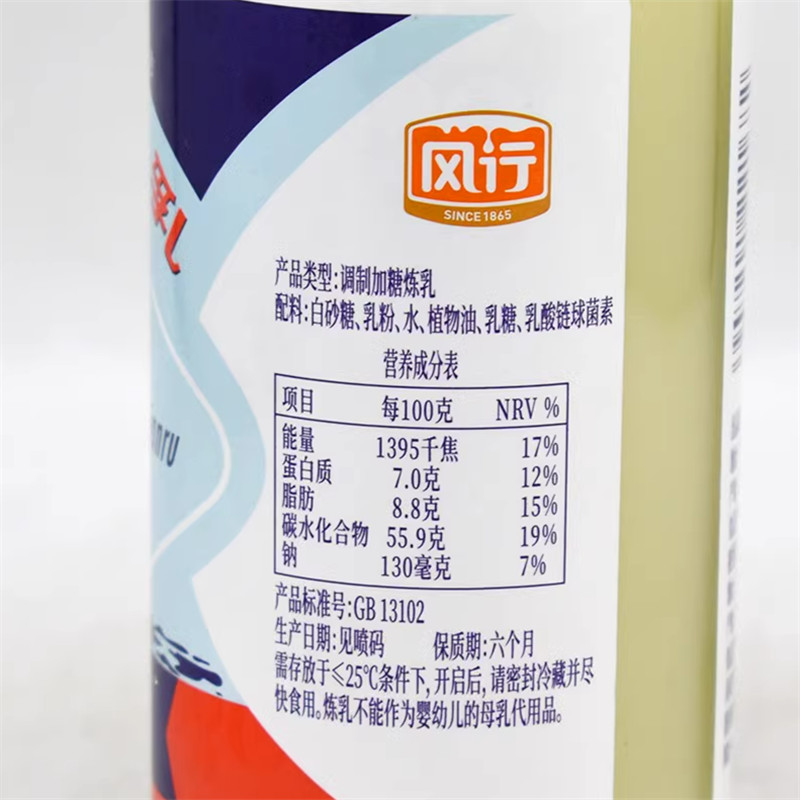 风行
SINCE 1865
乳
产品类型:调制加糖炼乳
配料:白砂糖、乳粉、水、植物油、乳糖、乳酸链球菌素
营养成分表
项目 每100克 NRV %
能量 1395千焦 17%
蛋白质 7.0克 12%
脂肪 8.8克 15%
碳水化合物 55.9克 19%
钠 130毫克 7%
产品标准号:GB 13102
生产日期:见喷码 保质期:六个月
需存放于≤25℃条件下,开启后,请密封冷藏并尽
快食用。炼乳不能作为婴幼儿的母乳代用品。